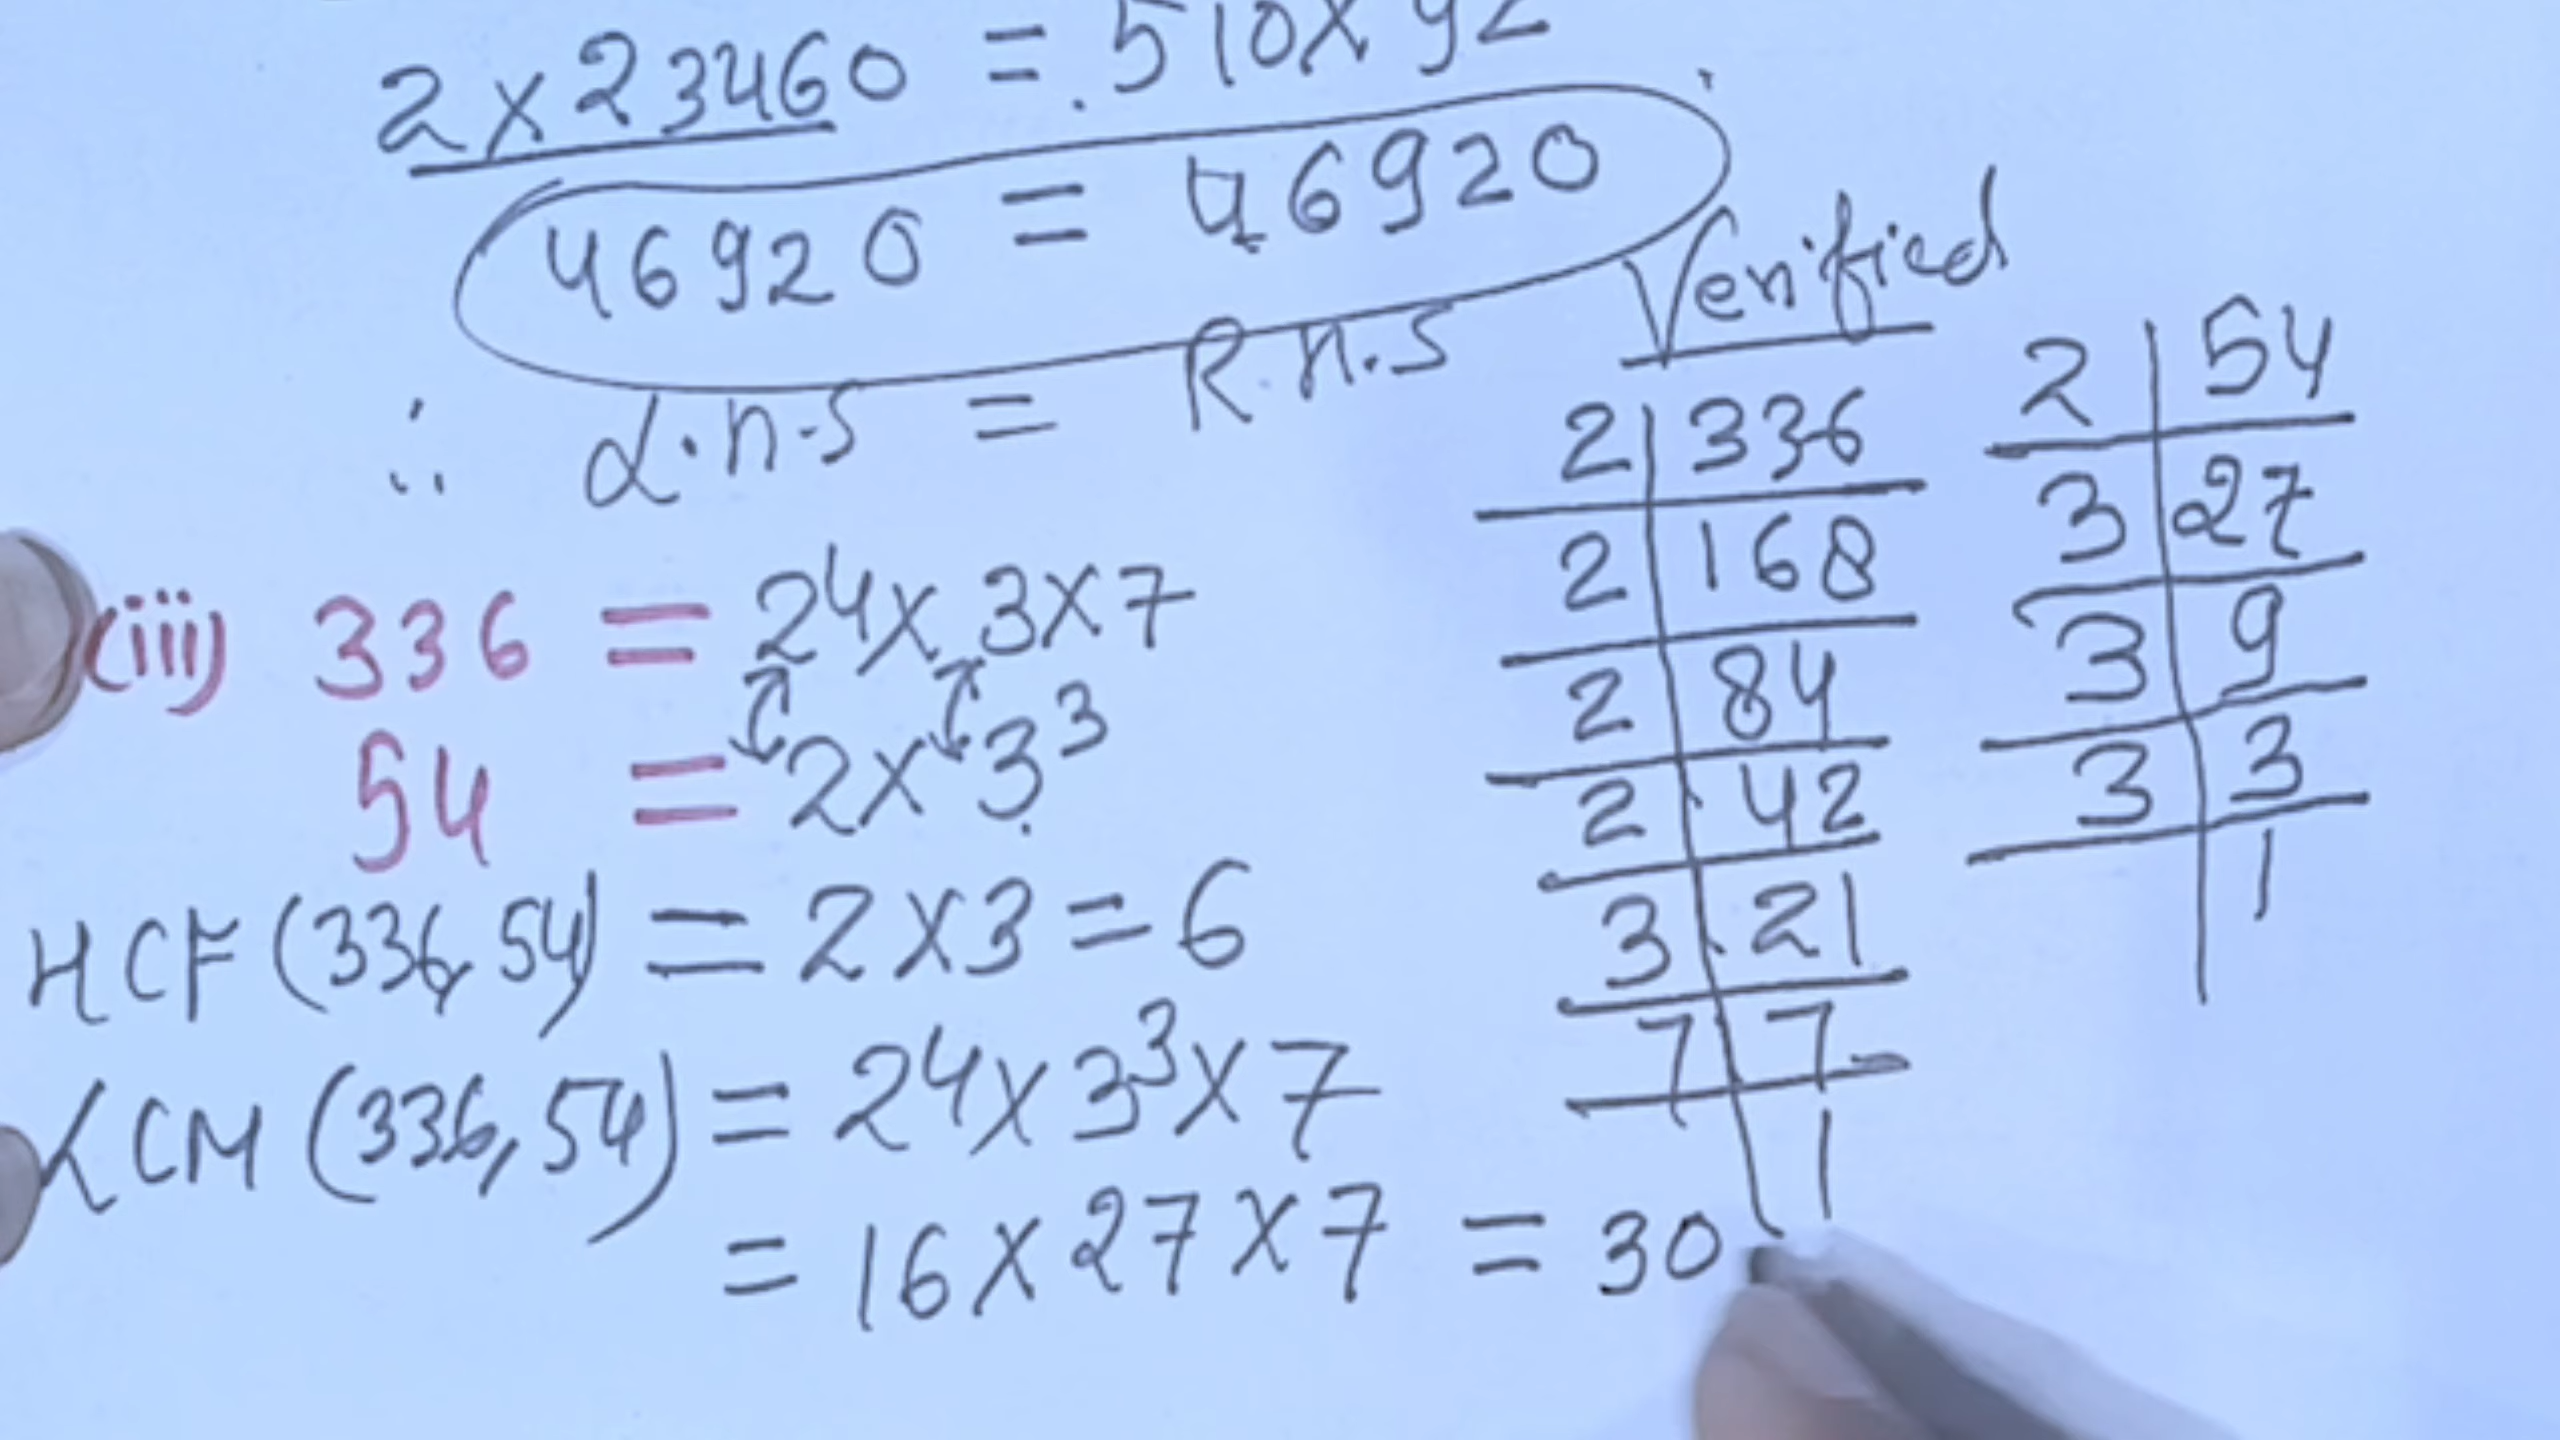 2 × 23460 = 510 × 92
46920 = 46920
Verified
∴ L.H.S = R.H.S
(iii) 336 = 2⁴ × 3 × 7
54 = 2 × 3³
HCF (336, 54) = 2 × 3 = 6
LCM (336, 54) = 2⁴ × 3³ × 7
= 16 × 27 × 7 = 30
2 | 336
2 | 168
2 | 84
2 | 42
3 | 21
7 | 7
1
2 | 54
3 | 27
3 | 9
3 | 3
1